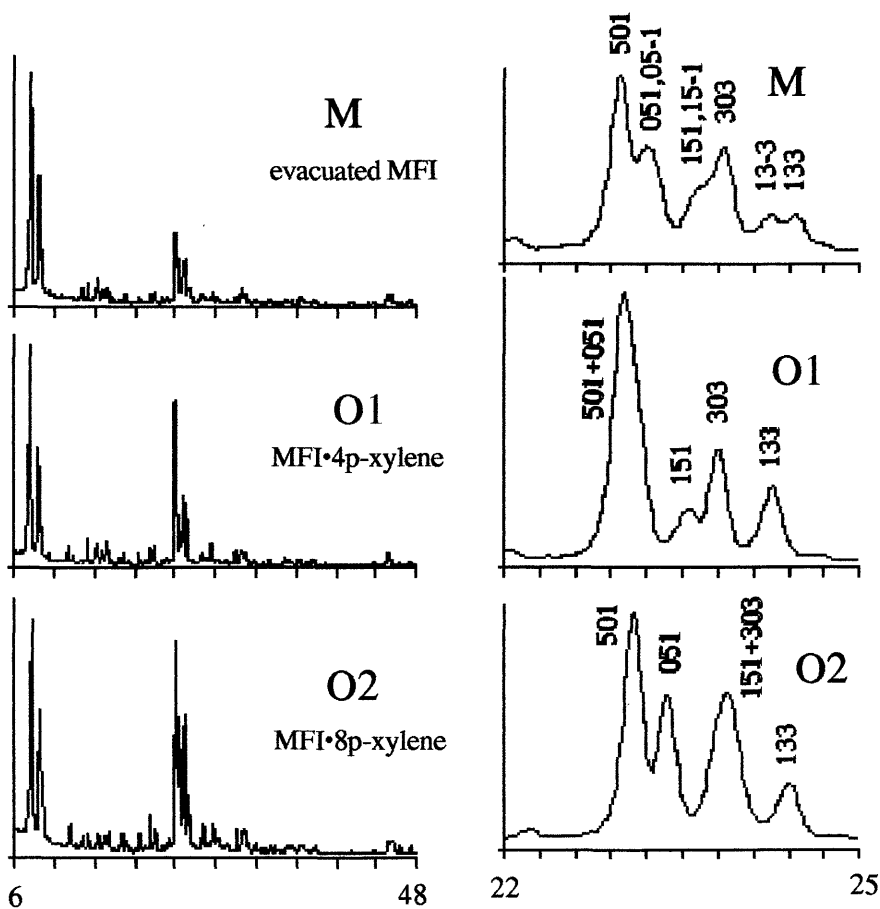 M
evacuated MFI
O1
MFI•4p-xylene
O2
MFI•8p-xylene
6
48
501
051,05-1
151,15-1
303
13-3
133
M
501+051
151
303
133
O1
501
051
151+303
133
O2
22
25